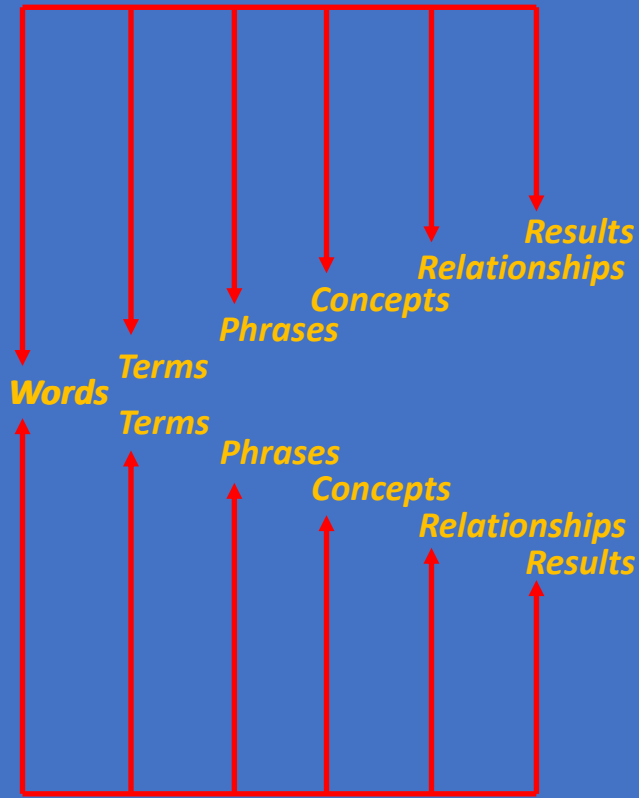 Results
Relationships
Concepts
Phrases
Terms
Words
Terms
Phrases
Concepts
Relationships
Results